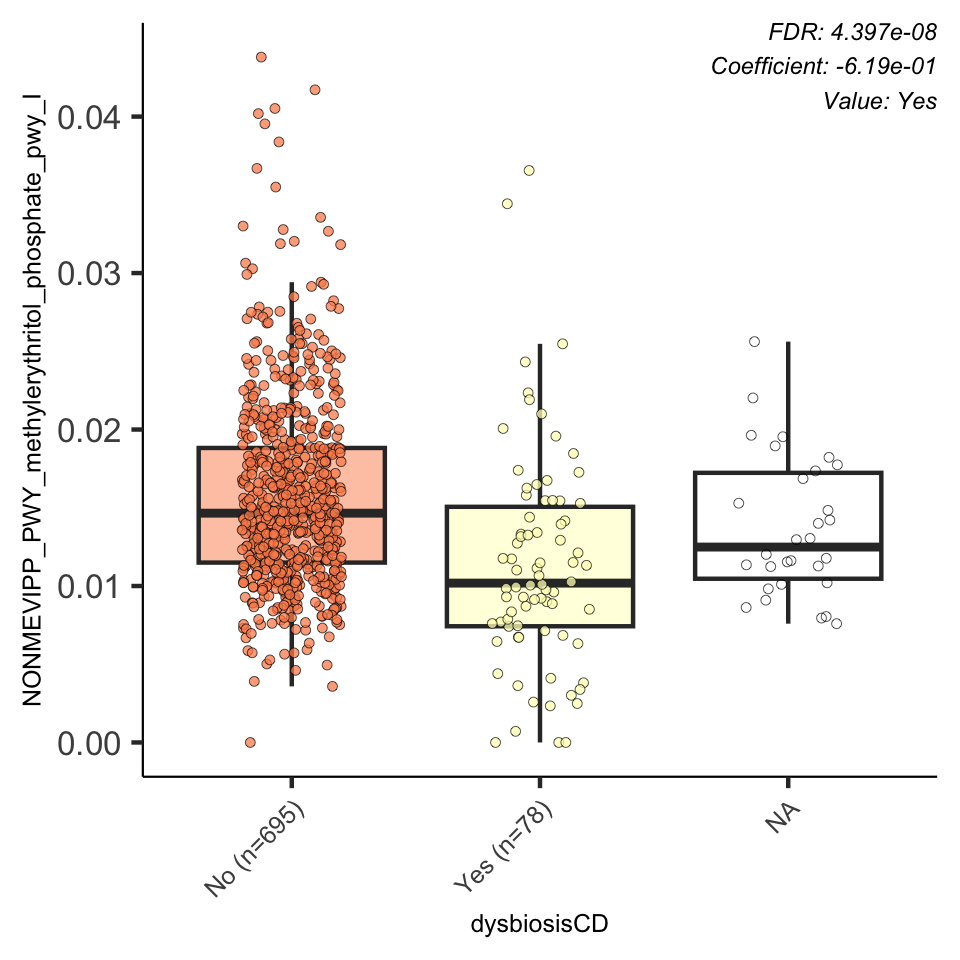 FDR: 4.397e-08
Coefficient: -6.19e-01
Value: Yes
NONMEVIPP_PWY_methylerythritol_phosphate_pwy_I
0.04
0.03
0.02
0.01
0.00
No (n=695)
Yes (n=78)
NA
dysbiosisCD